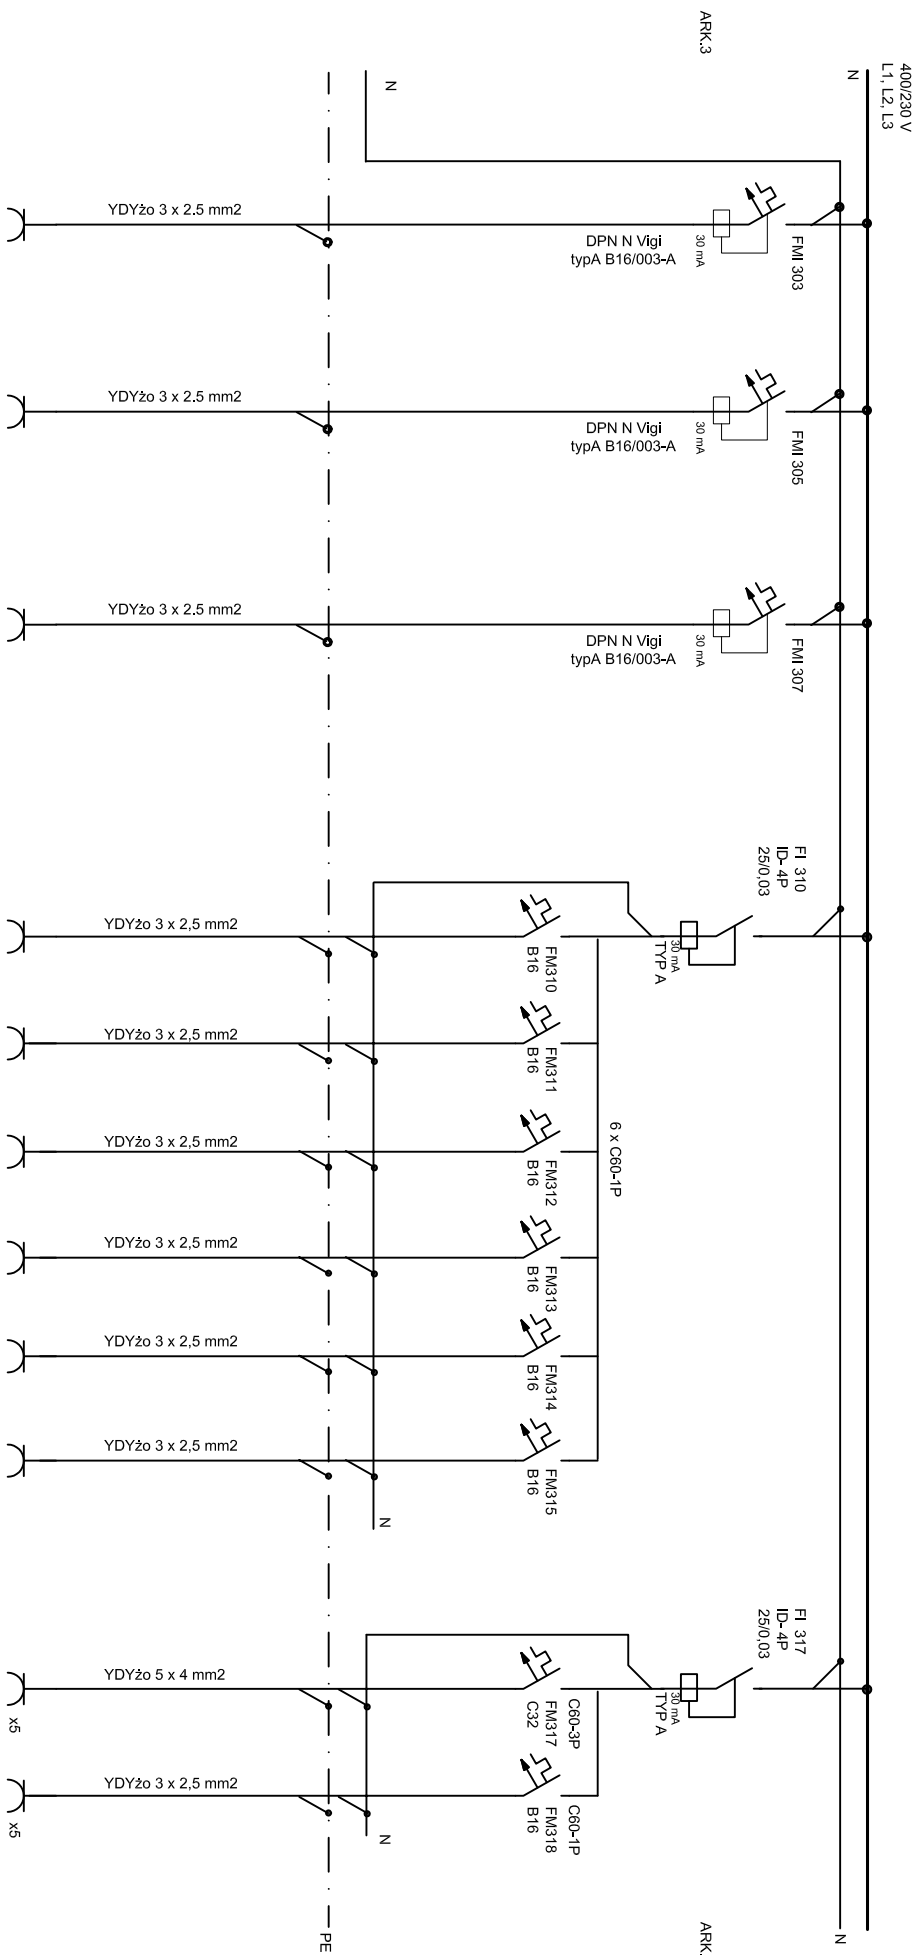 400/230 V
L1, L2, L3
N
ARK.3
N
FMI 303
30 mA
DPN N Vigi
typA B16/003-A
YDYżo 3 x 2.5 mm2
FMI 305
30 mA
DPN N Vigi
typA B16/003-A
YDYżo 3 x 2.5 mm2
FMI 307
30 mA
DPN N Vigi
typA B16/003-A
YDYżo 3 x 2.5 mm2
FI 310
ID- 4P
25/0,03
30 mA
TYP A
6 x C60-1P
FM310
B16
YDYżo 3 x 2,5 mm2
FM311
B16
YDYżo 3 x 2,5 mm2
FM312
B16
YDYżo 3 x 2,5 mm2
FM313
B16
YDYżo 3 x 2,5 mm2
FM314
B16
YDYżo 3 x 2,5 mm2
FM315
B16
YDYżo 3 x 2,5 mm2
N
FI 317
ID- 4P
25/0,03
30 mA
TYP A
C60-3P
FM317
C32
YDYżo 5 x 4 mm2
x5
C60-1P
FM318
B16
YDYżo 3 x 2,5 mm2
x5
N
PE
N
ARK.